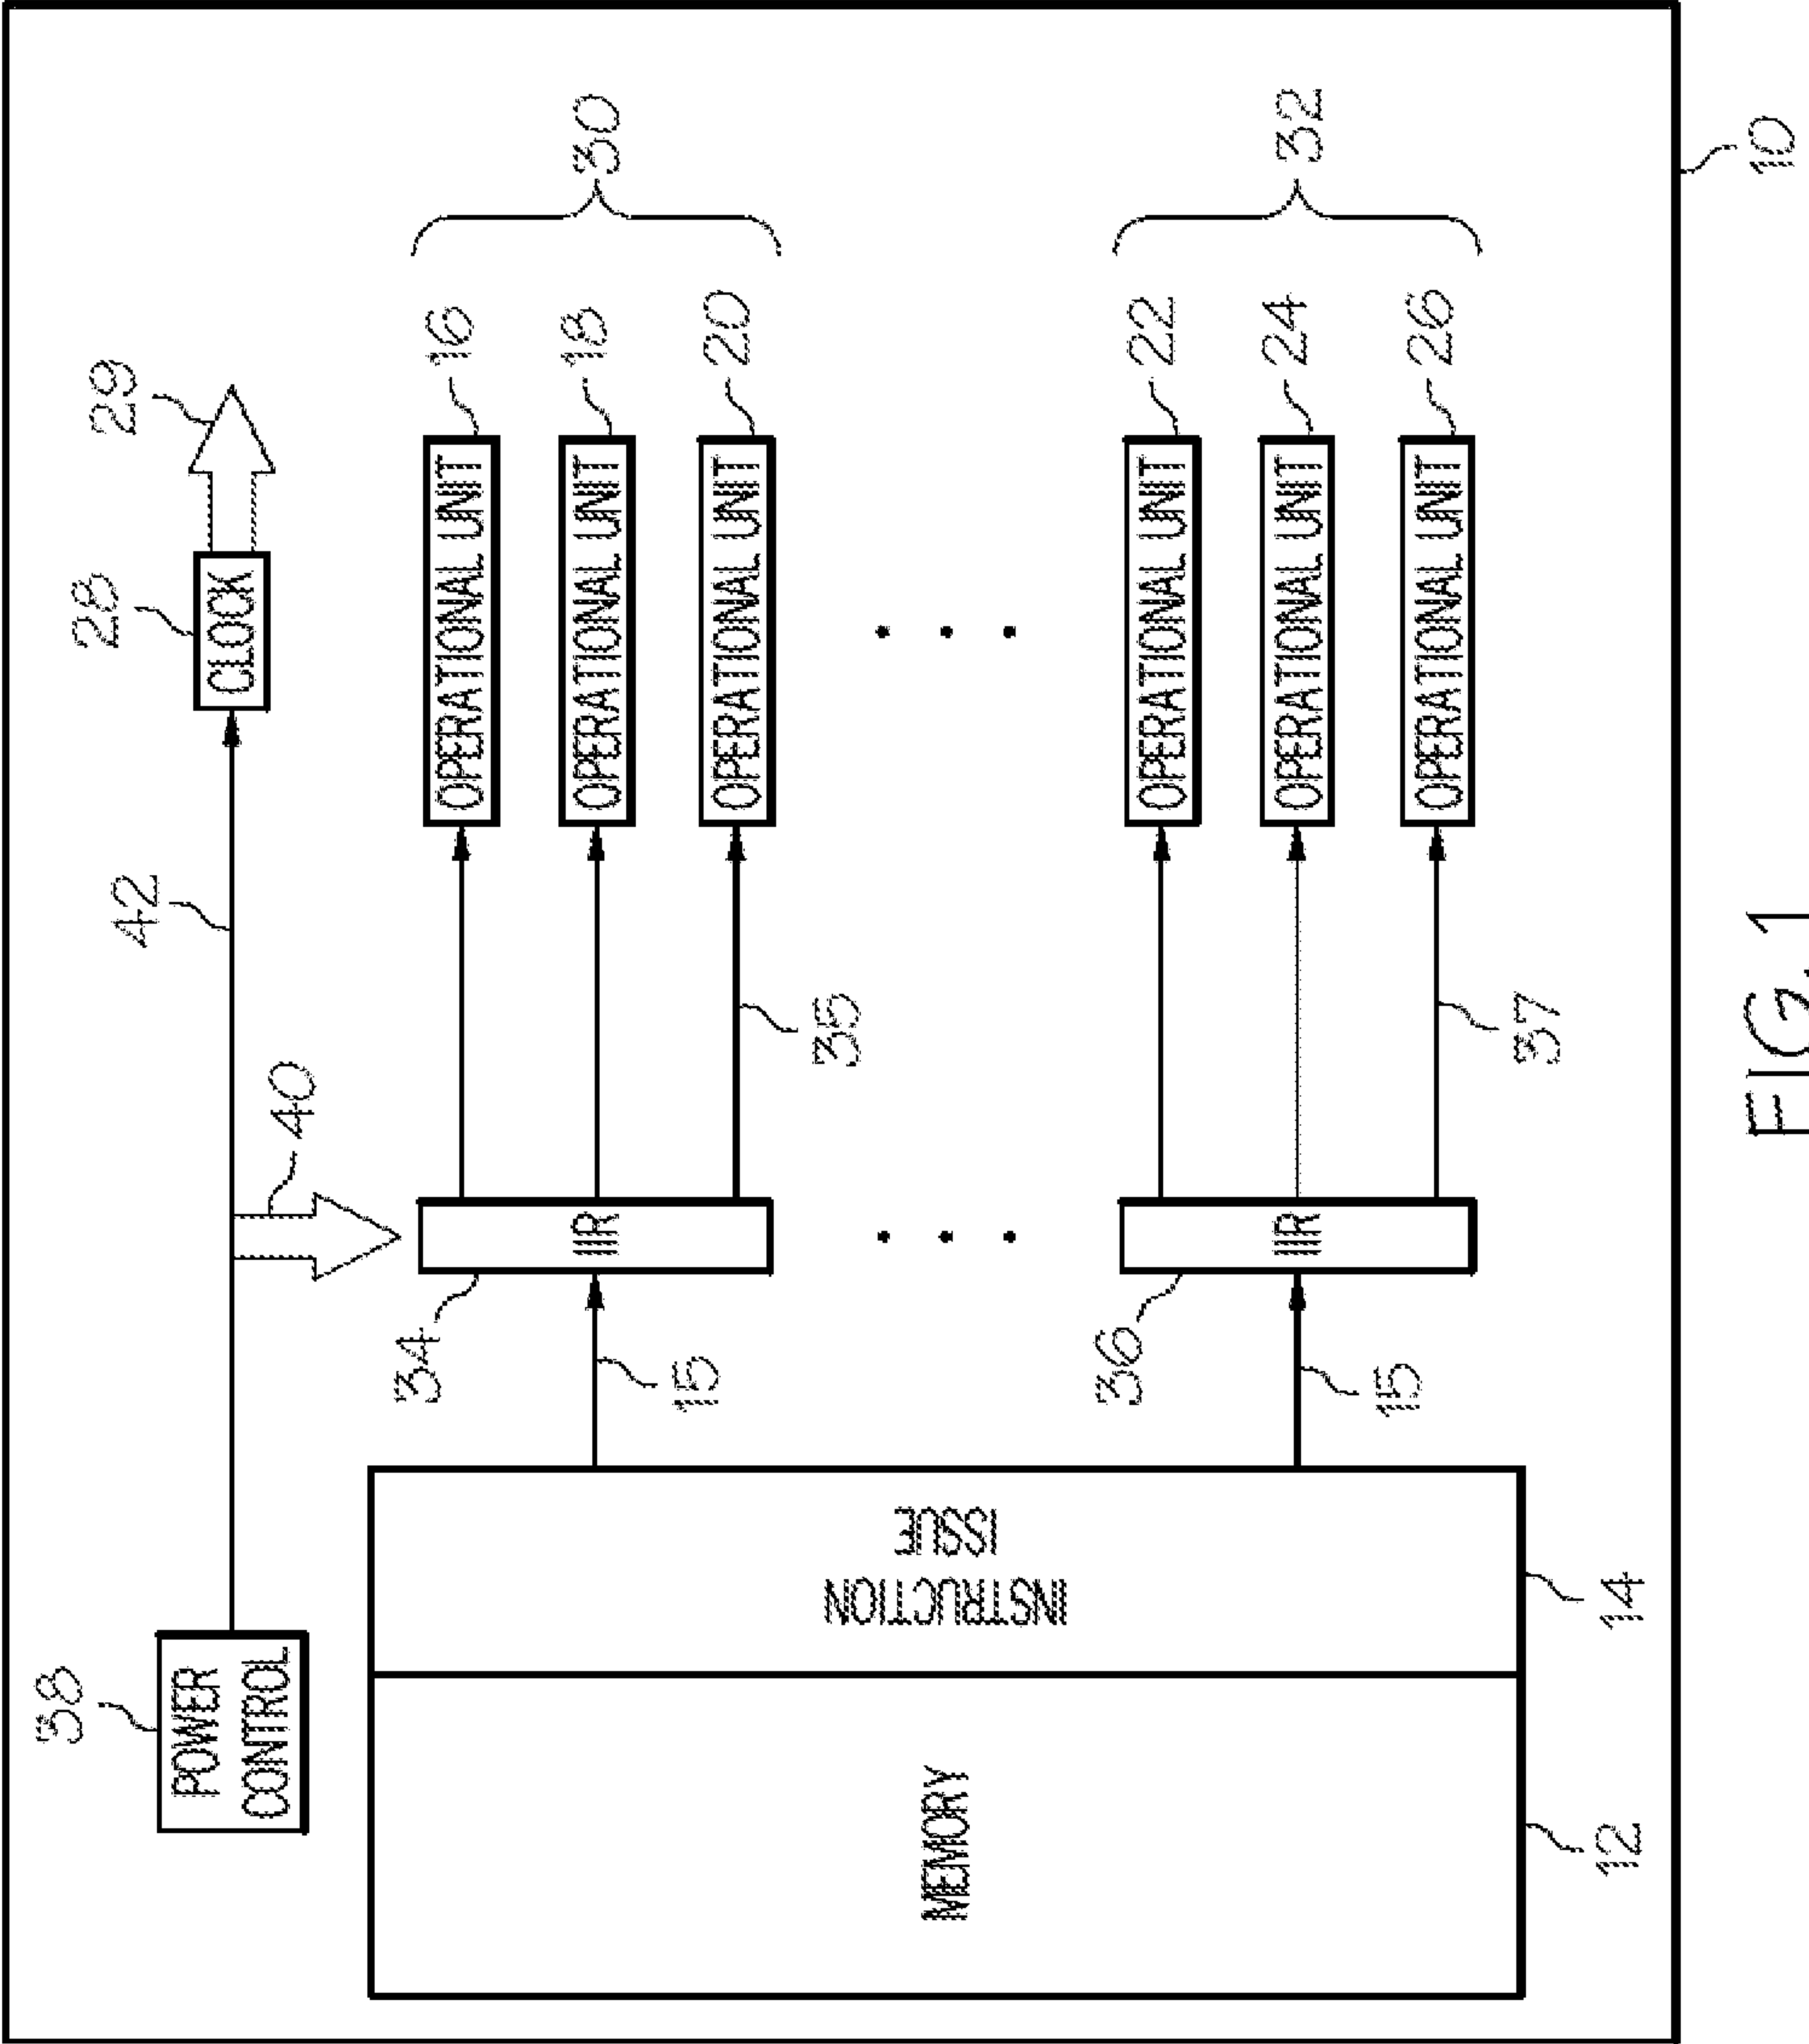 38
POWER
CONTROL
42
40
28
CLOCK
29
34
IIR
15
35
OPERATIONAL UNIT
16
OPERATIONAL UNIT
18
OPERATIONAL UNIT
20
30
MEMORY
INSTRUCTION
ISSUE
36
IIR
15
37
OPERATIONAL UNIT
22
OPERATIONAL UNIT
24
OPERATIONAL UNIT
26
32
12
14
10
FIG. 1